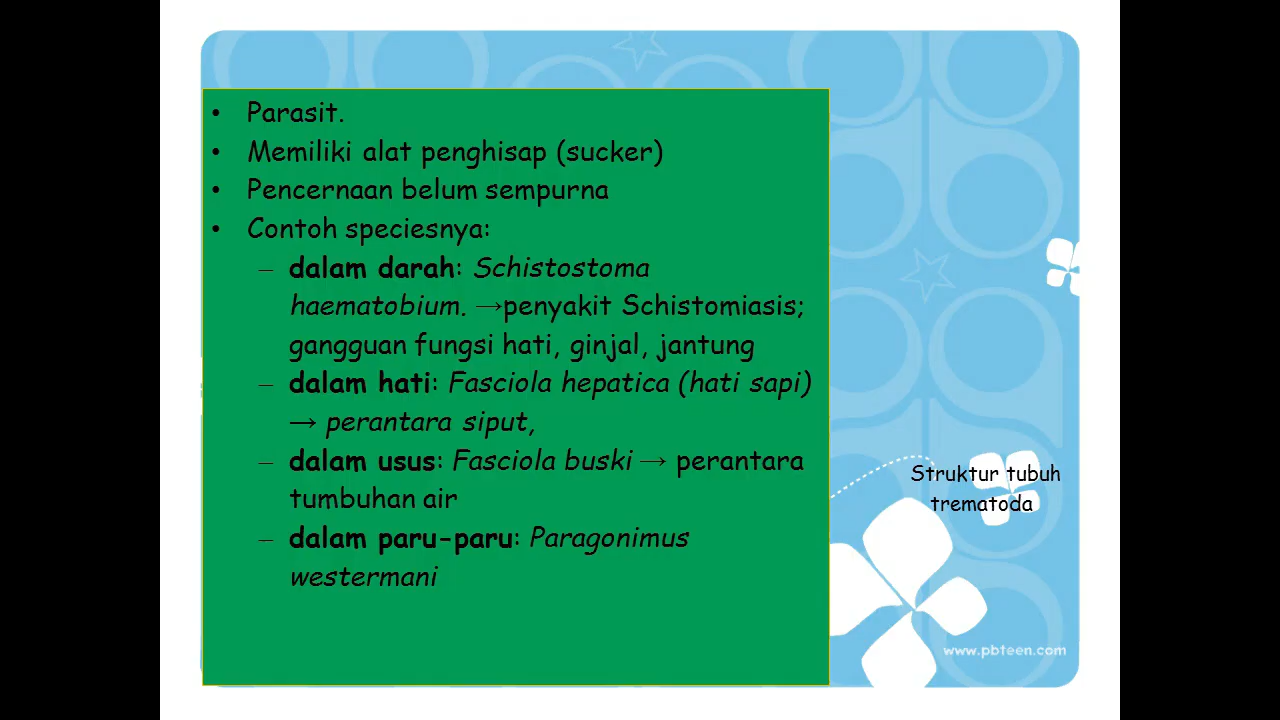 • Parasit.
• Memiliki alat penghisap (sucker)
• Pencernaan belum sempurna
• Contoh speciesnya:
– dalam darah: Schistostoma
haematobium. →penyakit Schistomiasis;
gangguan fungsi hati, ginjal, jantung
– dalam hati: Fasciola hepatica (hati sapi)
→ perantara siput,
– dalam usus: Fasciola buski → perantara
tumbuhan air
– dalam paru-paru: Paragonimus
westermani
Struktur tubuh
trematoda
www.pbteen.com